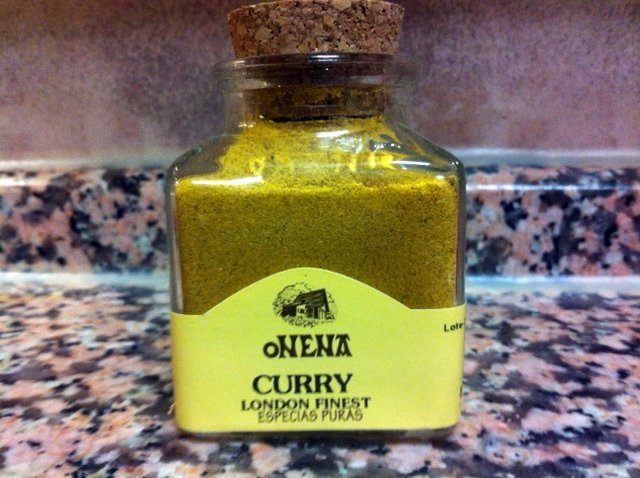 oNENA
CURRY
LONDON FINEST
ESPECIAS PURAS
Lote